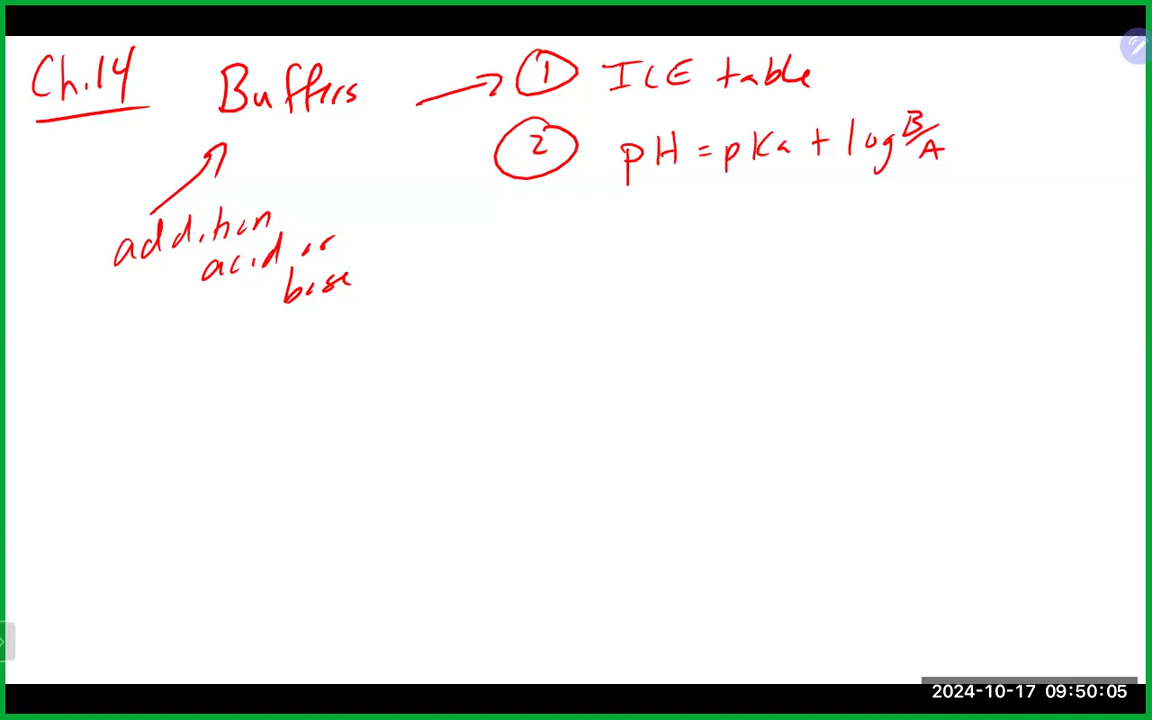 Ch.14 Buffers → ① ICE table
② pH = pKa + log B/A
addition
acid or
base
2024-10-17 09:50:05